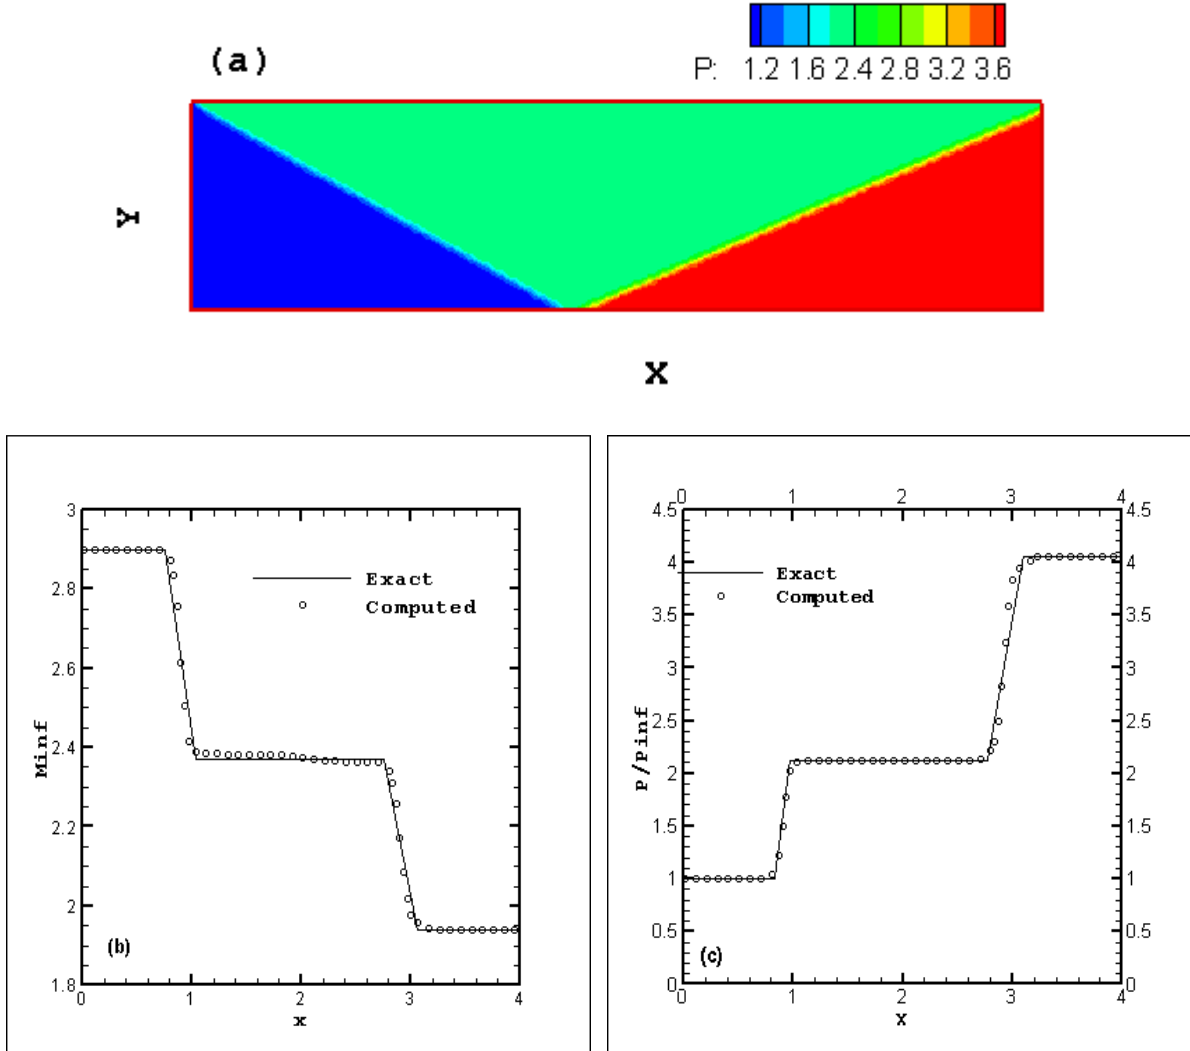 (a)
P: 1.2 1.6 2.4 2.8 3.2 3.6
Y
X
3
2.8
2.6
2.4
2.2
2
1.8
0 1 2 3 4
Minf
x
Exact
Computed
(b)
0 1 2 3 4
4.5 4.5
4 4
3.5 3.5
3 3
2.5 2.5
2 2
1.5 1.5
1 1
0.5 0.5
0 0
0 1 2 3 4
P/Pinf
X
Exact
Computed
(c)